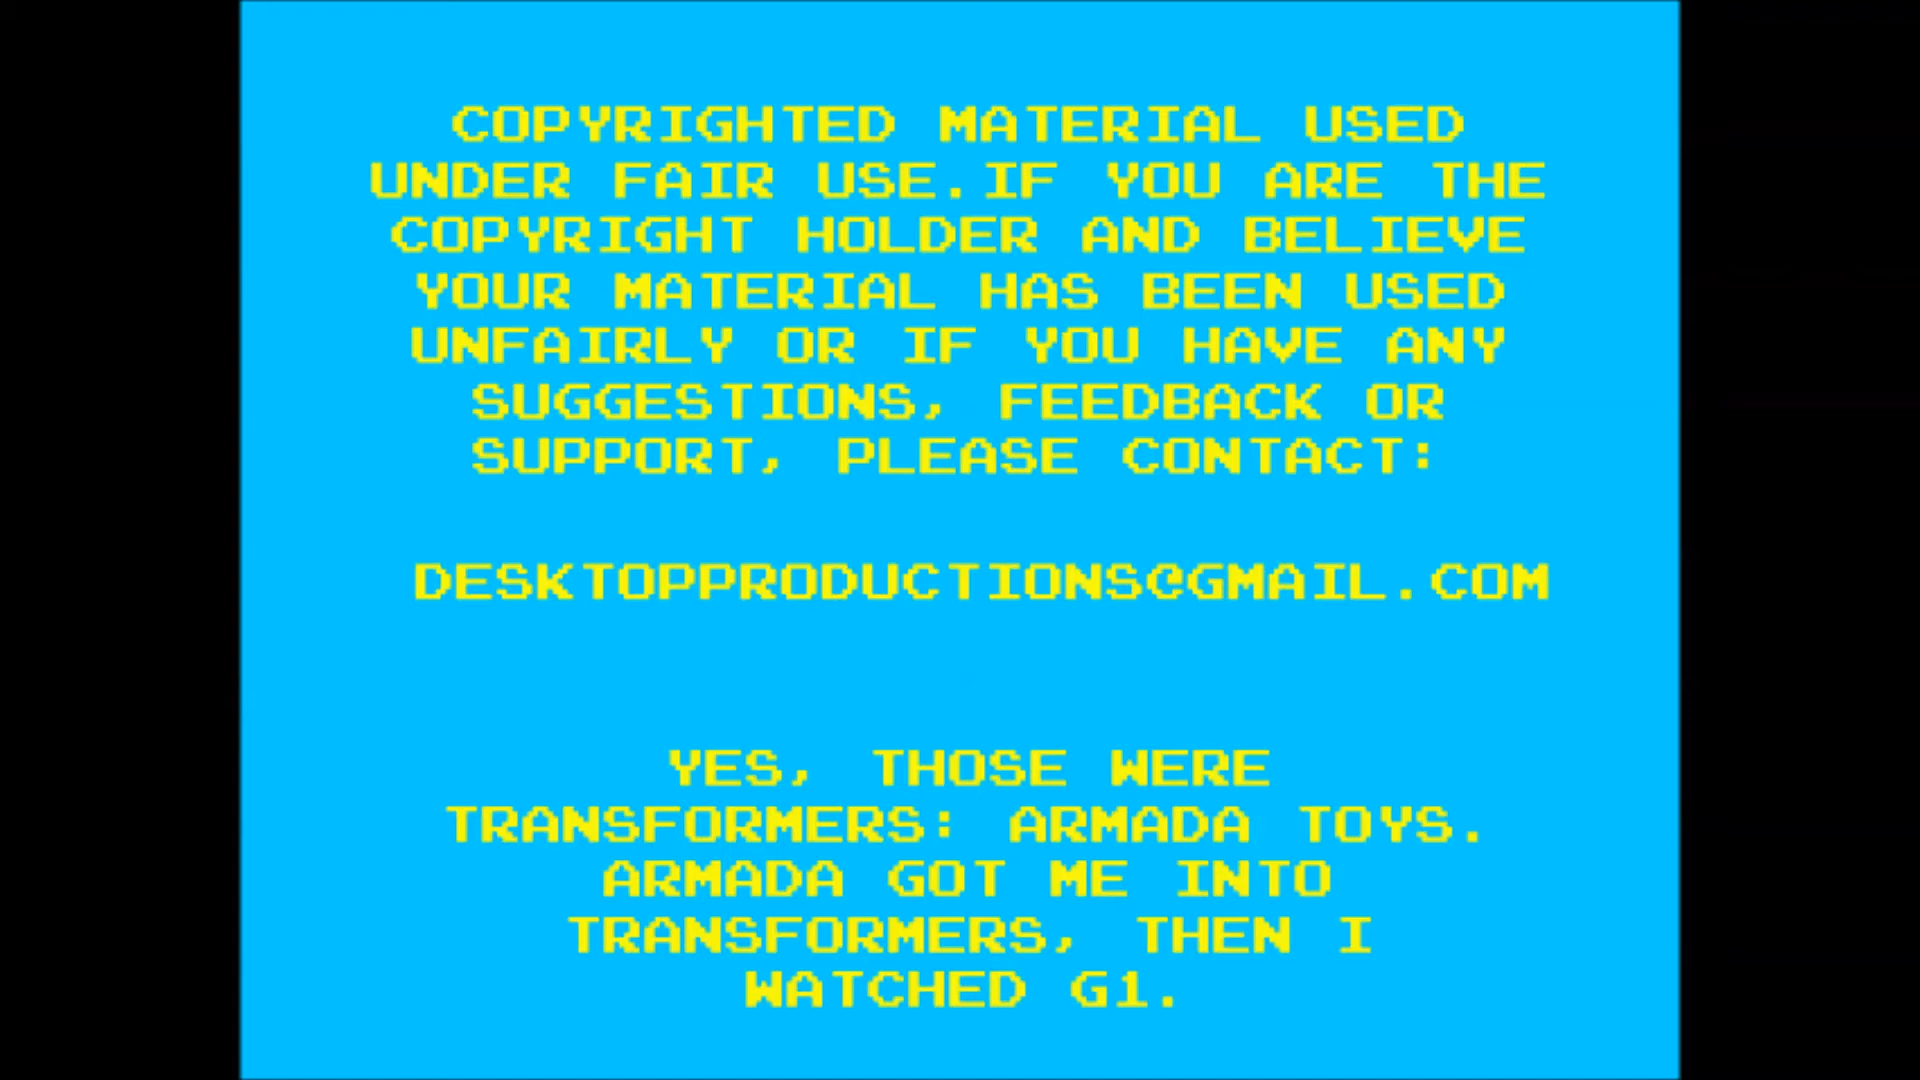 COPYRIGHTED MATERIAL USED
UNDER FAIR USE.IF YOU ARE THE
COPYRIGHT HOLDER AND BELIEVE
YOUR MATERIAL HAS BEEN USED
UNFAIRLY OR IF YOU HAVE ANY
SUGGESTIONS, FEEDBACK OR
SUPPORT, PLEASE CONTACT:
DESKTOPPRODUCTIONS@GMAIL.COM
YES, THOSE WERE
TRANSFORMERS: ARMADA TOYS.
ARMADA GOT ME INTO
TRANSFORMERS, THEN I
WATCHED G1.